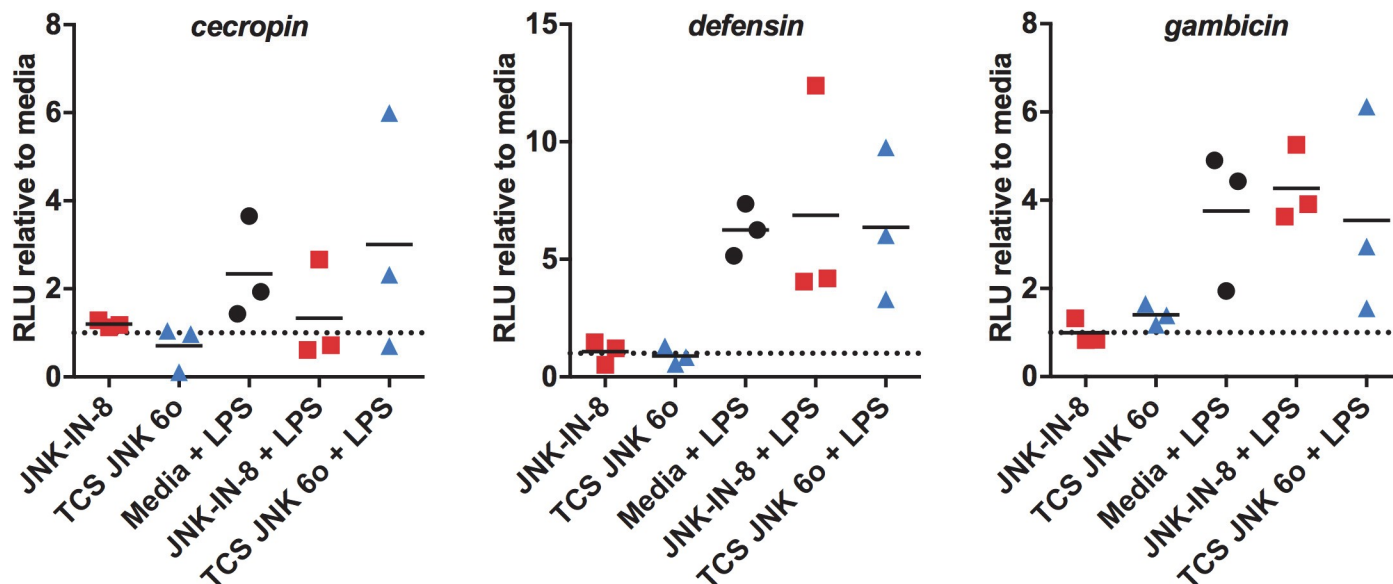 cecropin
RLU relative to media
8
6
4
2
0
JNK-IN-8
TCS JNK 6o
Media + LPS
JNK-IN-8 + LPS
TCS JNK 6o + LPS
defensin
RLU relative to media
15
10
5
0
JNK-IN-8
TCS JNK 6o
Media + LPS
JNK-IN-8 + LPS
TCS JNK 6o + LPS
gambicin
RLU relative to media
8
6
4
2
0
JNK-IN-8
TCS JNK 6o
Media + LPS
JNK-IN-8 + LPS
TCS JNK 6o + LPS